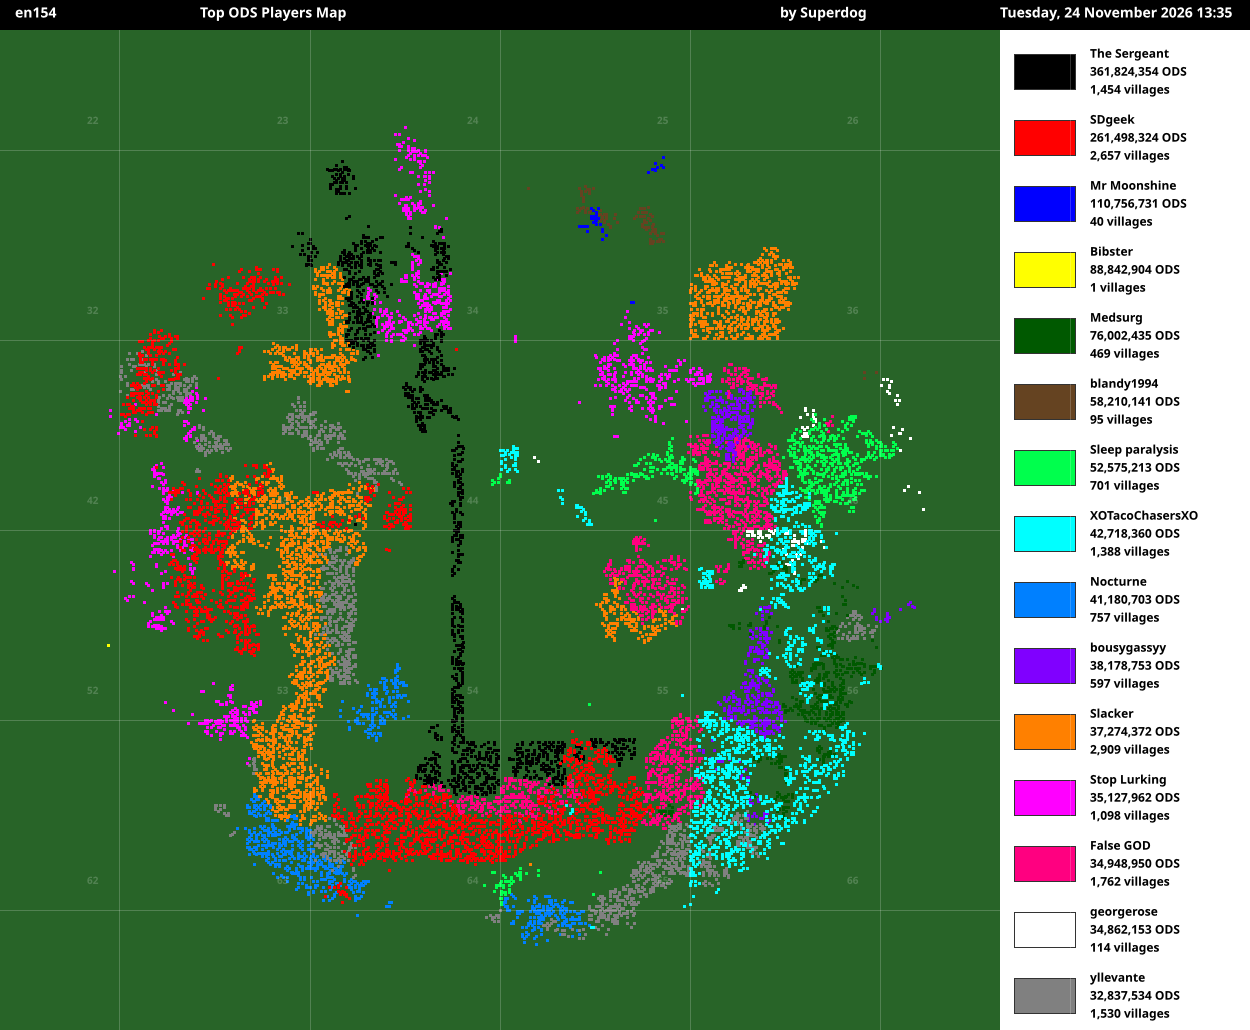 en154 Top ODS Players Map by Superdog Tuesday, 24 November 2026 13:35
The Sergeant
361,824,354 ODS
1,454 villages
SDgeek
261,498,324 ODS
2,657 villages
Mr Moonshine
110,756,731 ODS
40 villages
Bibster
88,842,904 ODS
1 villages
Medsurg
76,002,435 ODS
469 villages
blandy1994
58,210,141 ODS
95 villages
Sleep paralysis
52,575,213 ODS
701 villages
XOTacoChasersXO
42,718,360 ODS
1,388 villages
Nocturne
41,180,703 ODS
757 villages
bousygassyy
38,178,753 ODS
597 villages
Slacker
37,274,372 ODS
2,909 villages
Stop Lurking
35,127,962 ODS
1,098 villages
False GOD
34,948,950 ODS
1,762 villages
georgerose
34,862,153 ODS
114 villages
yllevante
32,837,534 ODS
1,530 villages
22 23 24 25 26
32 33 34 35 36
42 44 45
52 53 54 55 56
62 64 66